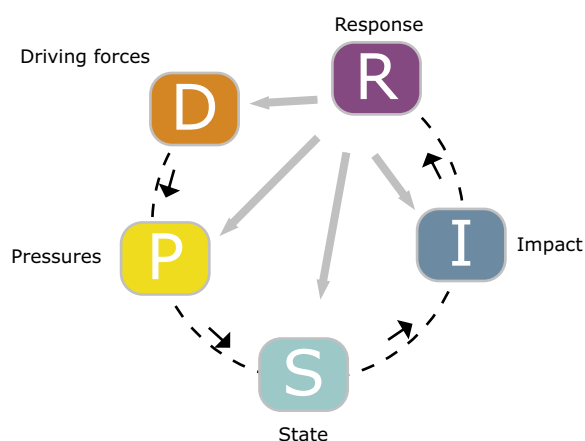 Response
R
Driving forces
D
Pressures
P
I
Impact
S
State